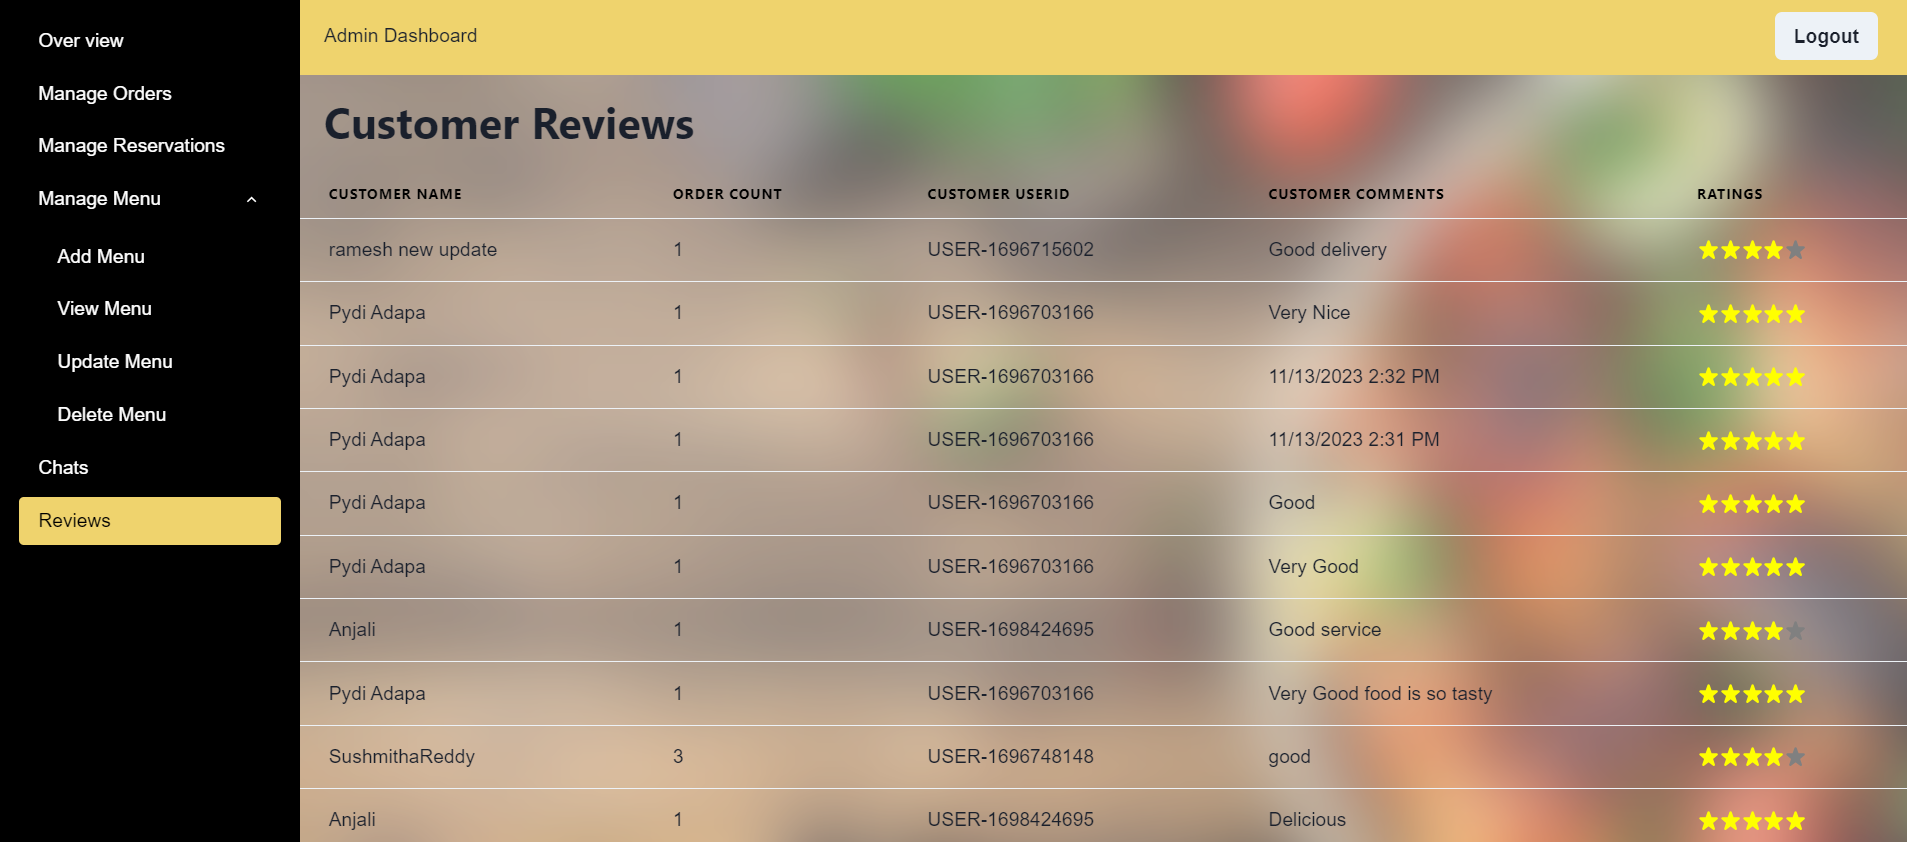 Over view
Manage Orders
Manage Reservations
Manage Menu
Add Menu
View Menu
Update Menu
Delete Menu
Chats
Reviews
Admin Dashboard
Logout
Customer Reviews
CUSTOMER NAME ORDER COUNT CUSTOMER USERID CUSTOMER COMMENTS RATINGS
ramesh new update 1 USER-1696715602 Good delivery
Pydi Adapa 1 USER-1696703166 Very Nice
Pydi Adapa 1 USER-1696703166 11/13/2023 2:32 PM
Pydi Adapa 1 USER-1696703166 11/13/2023 2:31 PM
Pydi Adapa 1 USER-1696703166 Good
Pydi Adapa 1 USER-1696703166 Very Good
Anjali 1 USER-1698424695 Good service
Pydi Adapa 1 USER-1696703166 Very Good food is so tasty
SushmithaReddy 3 USER-1696748148 good
Anjali 1 USER-1698424695 Delicious